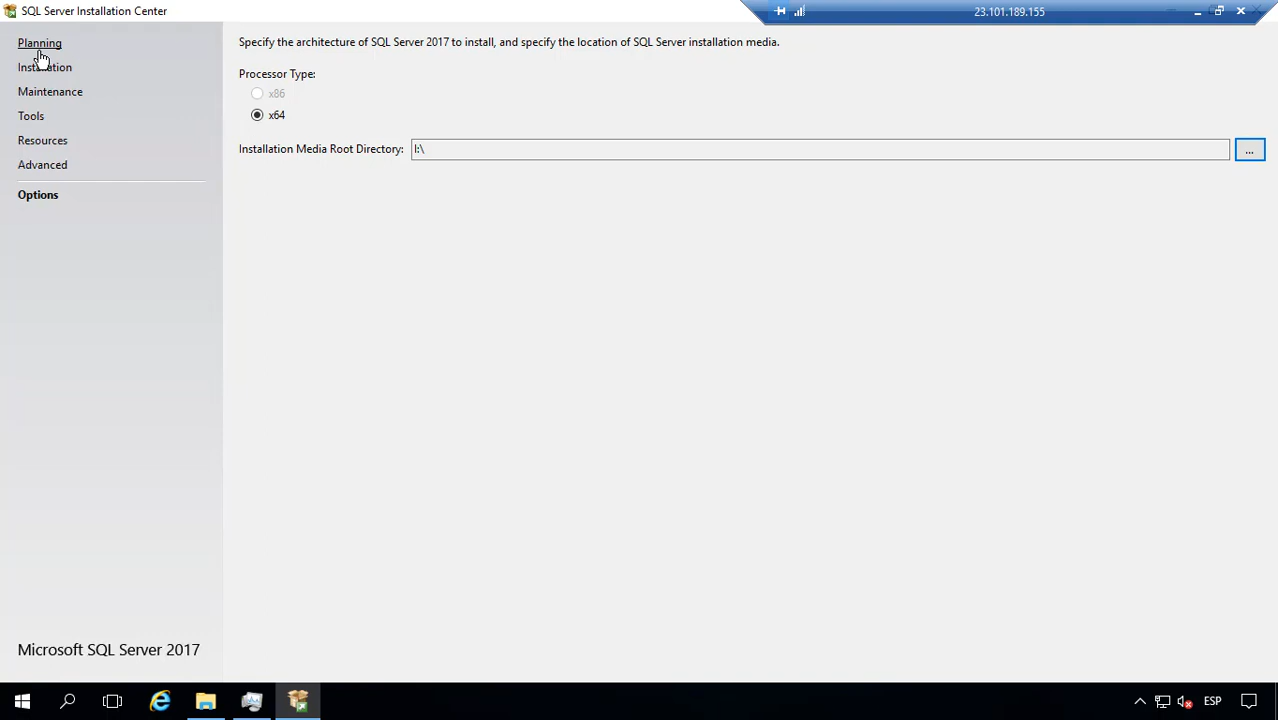 SQL Server Installation Center
23.101.189.155
Planning
Installation
Maintenance
Tools
Resources
Advanced
Options
Specify the architecture of SQL Server 2017 to install, and specify the location of SQL Server installation media.
Processor Type:
x86
x64
Installation Media Root Directory: I:\ ...
Microsoft SQL Server 2017
ESP